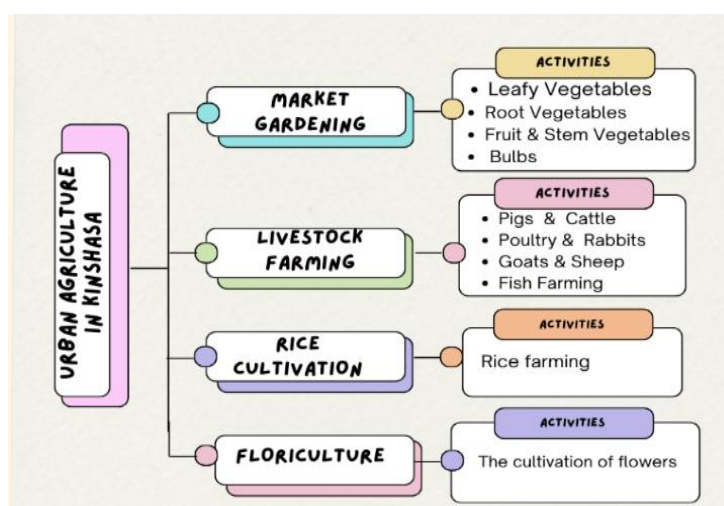 URBAN AGRICULTURE
IN KINSHASA
MARKET
GARDENING
ACTIVITIES
• Leafy Vegetables
• Root Vegetables
• Fruit & Stem Vegetables
• Bulbs
LIVESTOCK
FARMING
ACTIVITIES
• Pigs & Cattle
• Poultry & Rabbits
• Goats & Sheep
• Fish Farming
RICE
CULTIVATION
ACTIVITIES
Rice farming
FLORICULTURE
ACTIVITIES
The cultivation of flowers